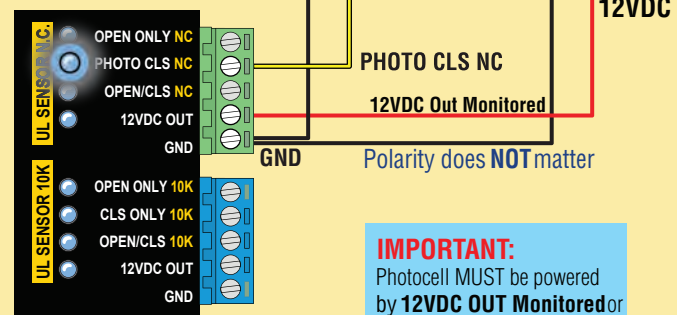 12VDC
UL SENSOR N.C.
OPEN ONLY NC
PHOTO CLS NC
OPEN/CLS NC
12VDC OUT
GND
PHOTO CLS NC
12VDC Out Monitored
GND
Polarity does NOT matter
UL SENSOR 10K
OPEN ONLY 10K
CLS ONLY 10K
OPEN/CLS 10K
12VDC OUT
GND
IMPORTANT:
Photocell MUST be powered
by 12VDC OUT Monitored or